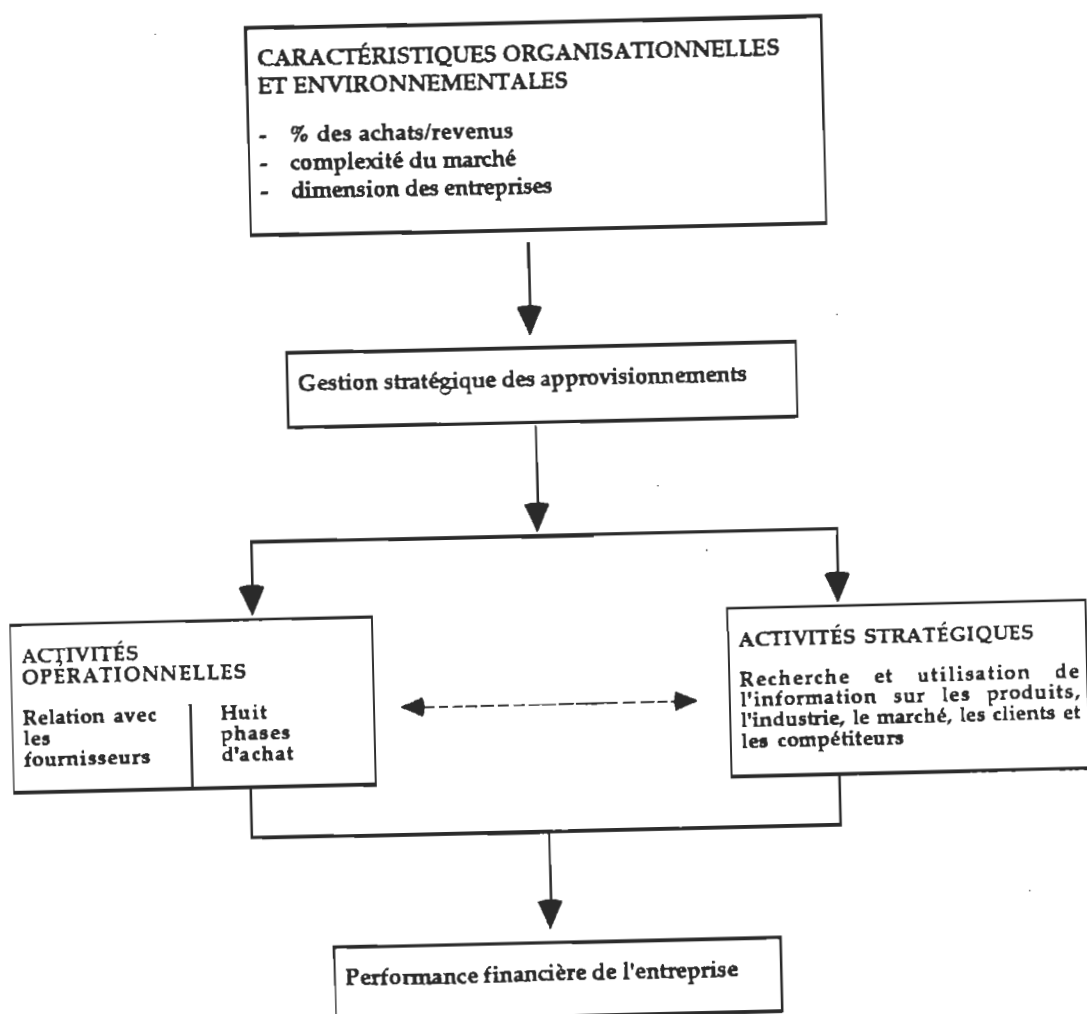 CARACTÉRISTIQUES ORGANISATIONNELLES
ET ENVIRONNEMENTALES
- % des achats/revenus
- complexité du marché
- dimension des entreprises
Gestion stratégique des approvisionnements
ACTIVITÉS
OPÉRATIONNELLES
Relation avec
les
fournisseurs
Huit
phases
d'achat
ACTIVITÉS STRATÉGIQUES
Recherche et utilisation de
l'information sur les produits,
l'industrie, le marché, les clients et
les compétiteurs
Performance financière de l'entreprise